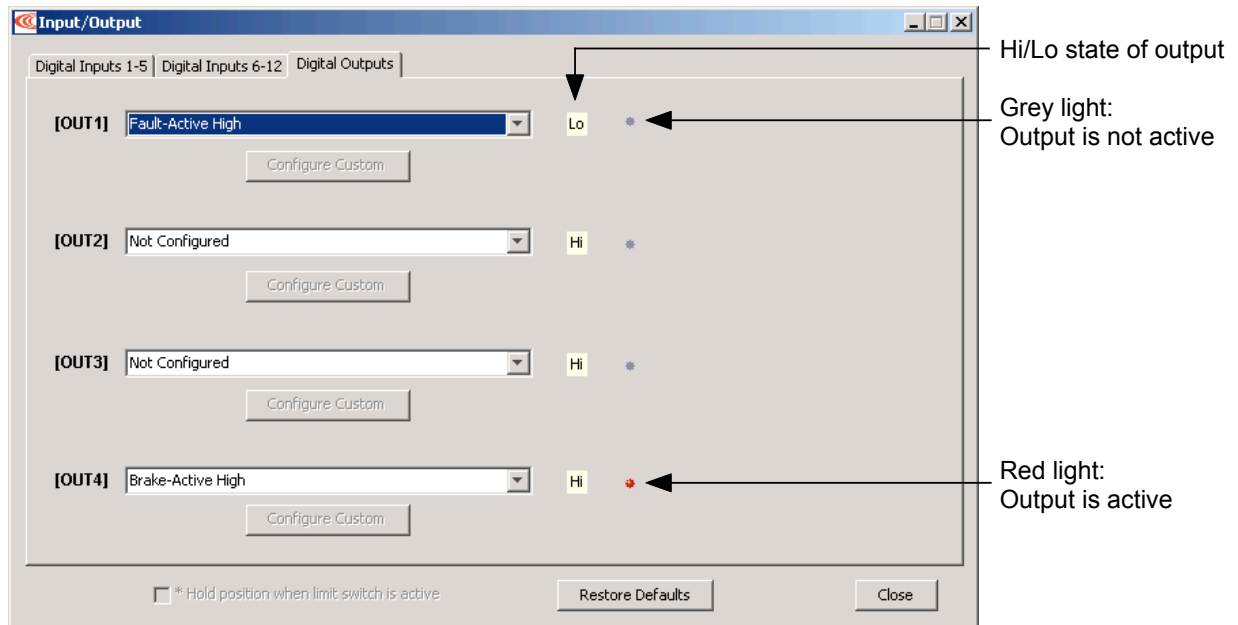 Input/Output
Hi/Lo state of output
Digital Inputs 1-5 Digital Inputs 6-12 Digital Outputs
Grey light:
Output is not active
[OUT1] Fault-Active High Lo
Configure Custom
[OUT2] Not Configured Hi
Configure Custom
[OUT3] Not Configured Hi
Configure Custom
[OUT4] Brake-Active High Hi
Red light:
Output is active
Configure Custom
* Hold position when limit switch is active Restore Defaults Close